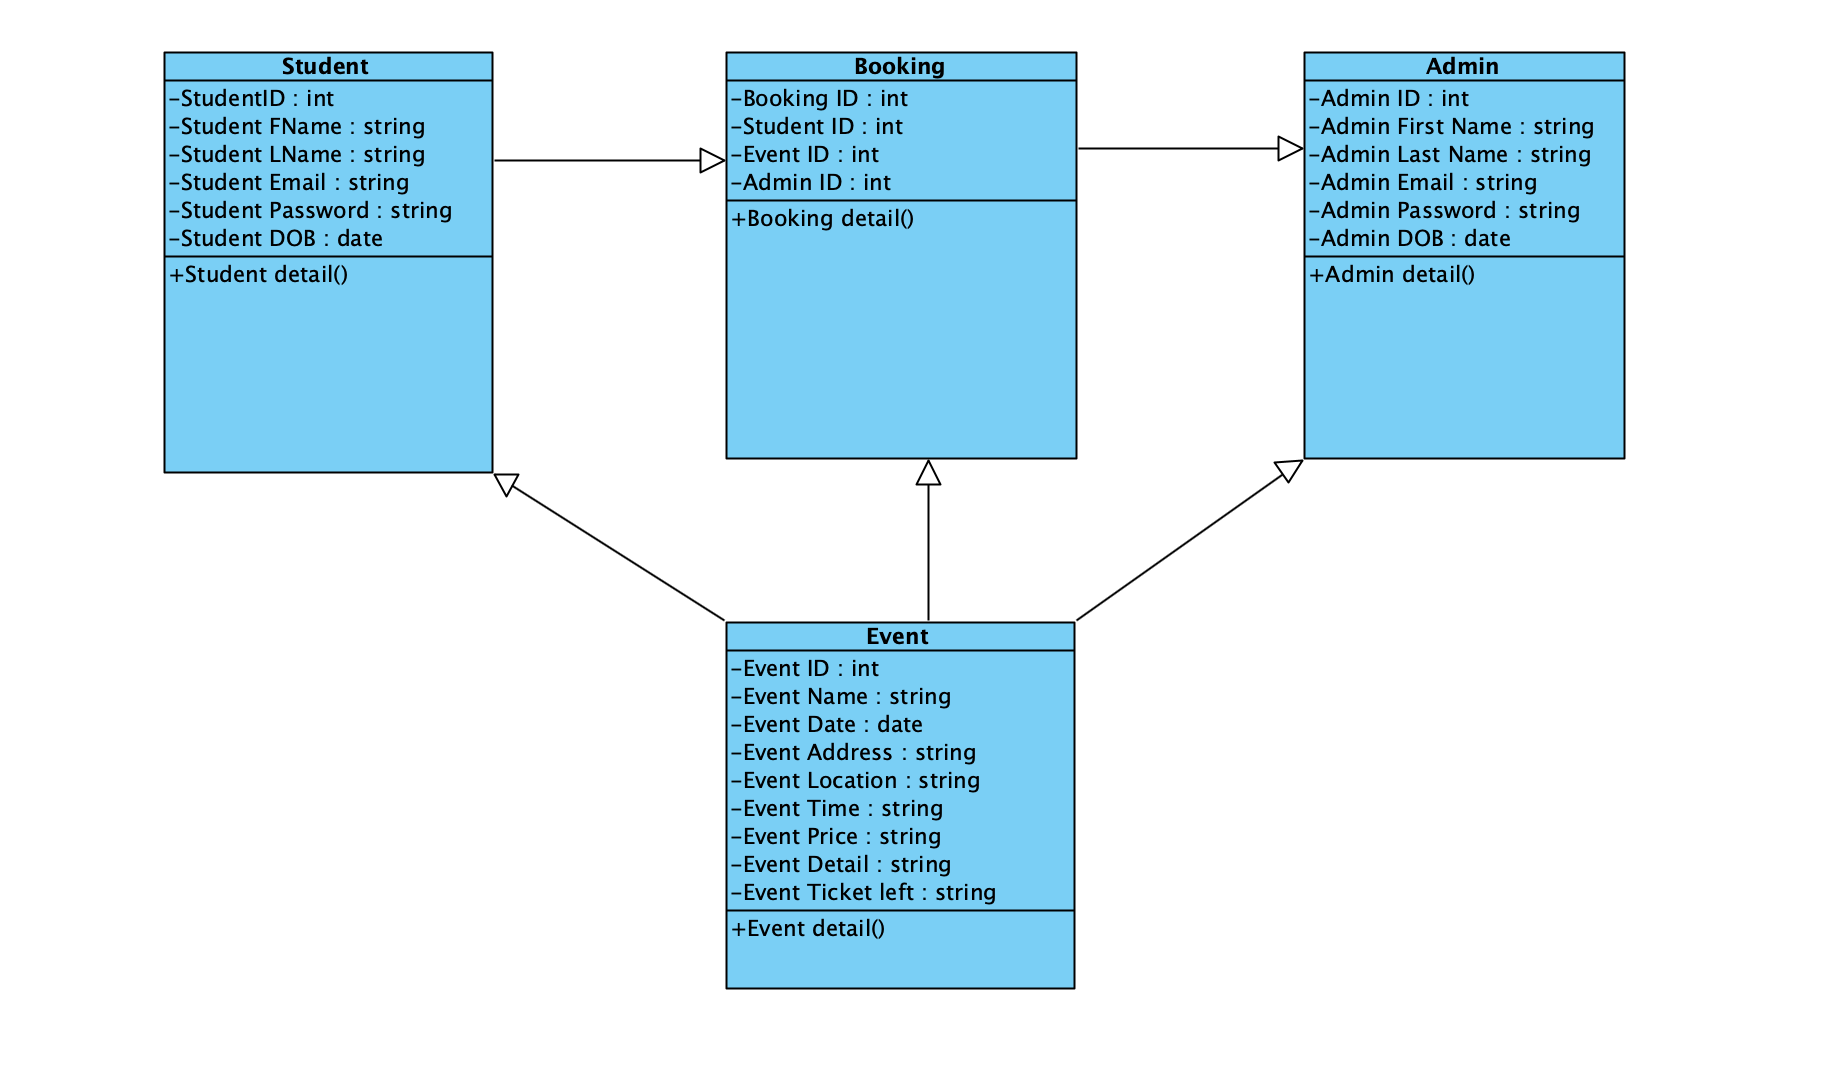 Student
-StudentID : int
-Student FName : string
-Student LName : string
-Student Email : string
-Student Password : string
-Student DOB : date
+Student detail()
Booking
-Booking ID : int
-Student ID : int
-Event ID : int
-Admin ID : int
+Booking detail()
Admin
-Admin ID : int
-Admin First Name : string
-Admin Last Name : string
-Admin Email : string
-Admin Password : string
-Admin DOB : date
+Admin detail()
Event
-Event ID : int
-Event Name : string
-Event Date : date
-Event Address : string
-Event Location : string
-Event Time : string
-Event Price : string
-Event Detail : string
-Event Ticket left : string
+Event detail()